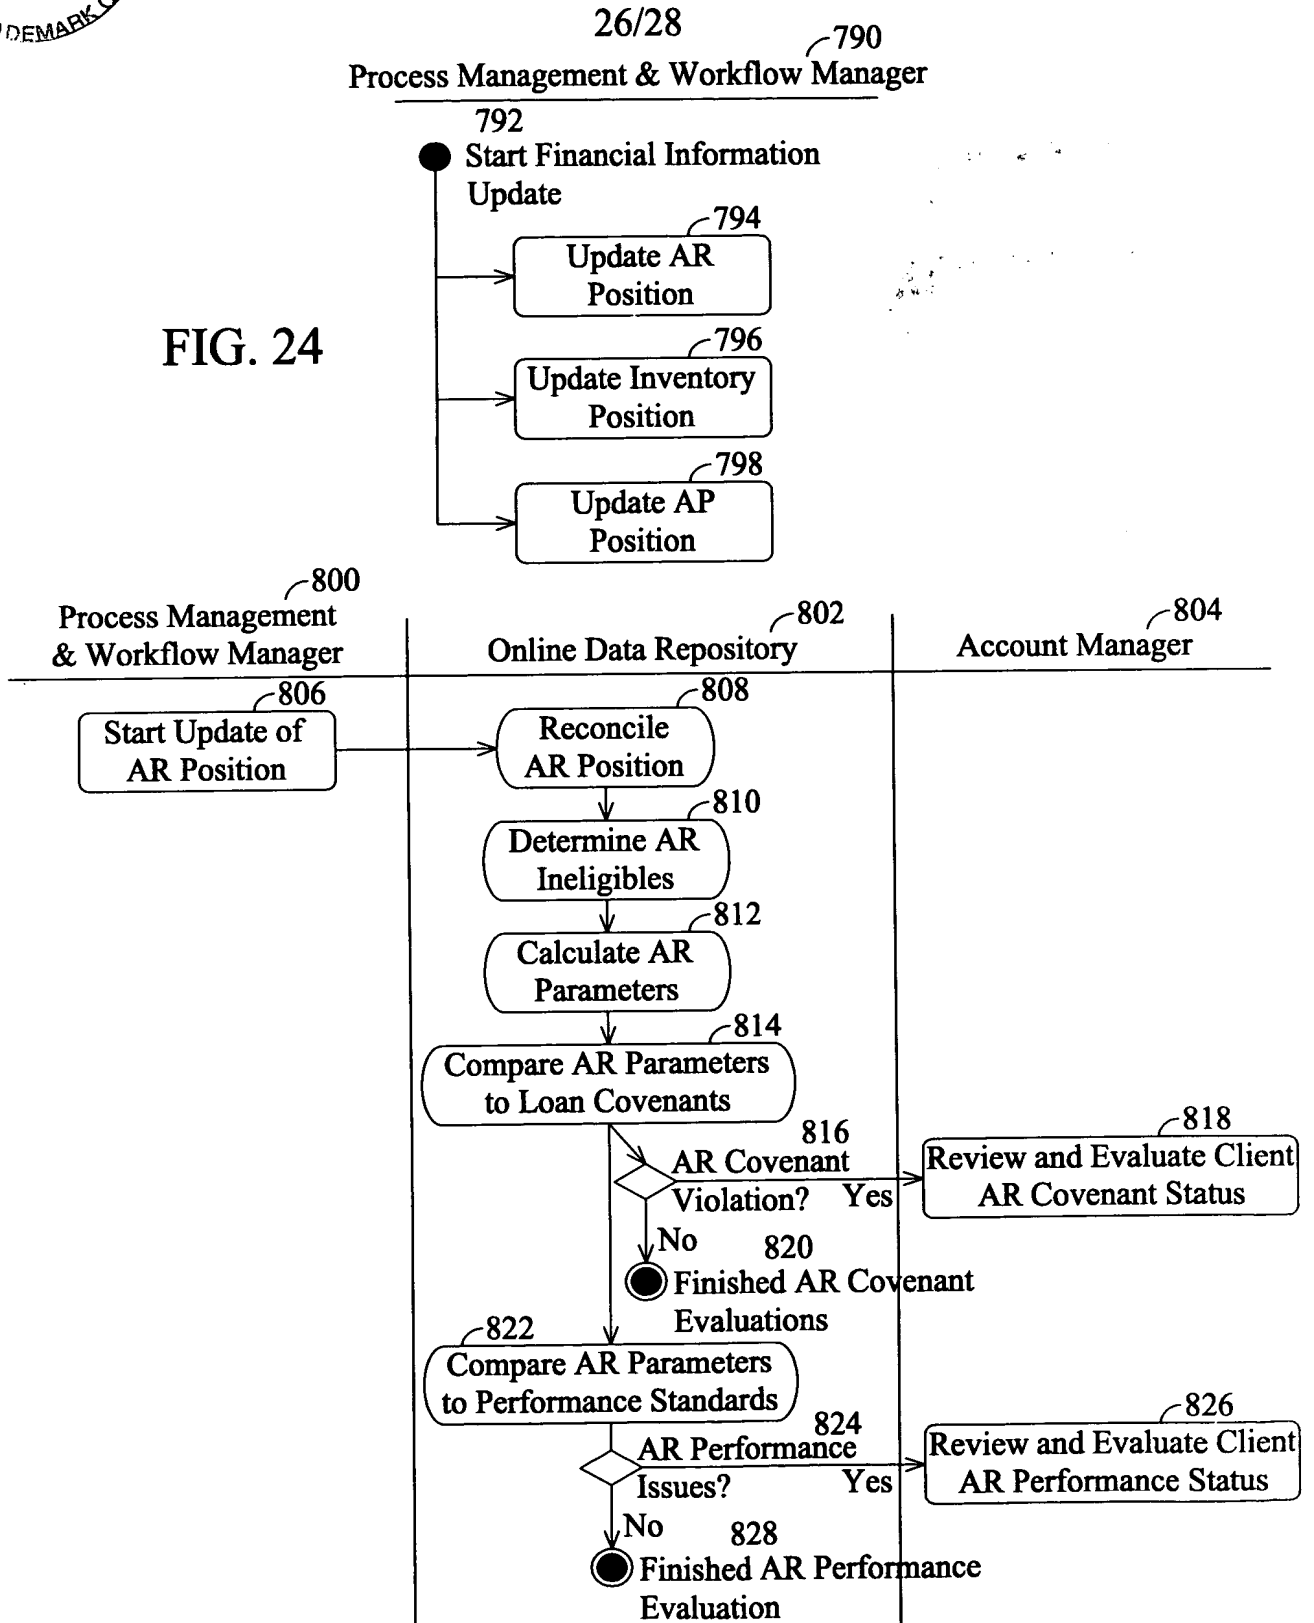 DEMARK
26/28
790
Process Management & Workflow Manager
792
Start Financial Information
Update
794
Update AR
Position
FIG. 24
796
Update Inventory
Position
798
Update AP
Position
800
Process Management
& Workflow Manager
802
Online Data Repository
804
Account Manager
806
Start Update of
AR Position
808
Reconcile
AR Position
810
Determine AR
Ineligibles
812
Calculate AR
Parameters
814
Compare AR Parameters
to Loan Covenants
816
AR Covenant
Violation? Yes
818
Review and Evaluate Client
AR Covenant Status
No
820
Finished AR Covenant
Evaluations
822
Compare AR Parameters
to Performance Standards
824
AR Performance
Issues? Yes
826
Review and Evaluate Client
AR Performance Status
No
828
Finished AR Performance
Evaluation